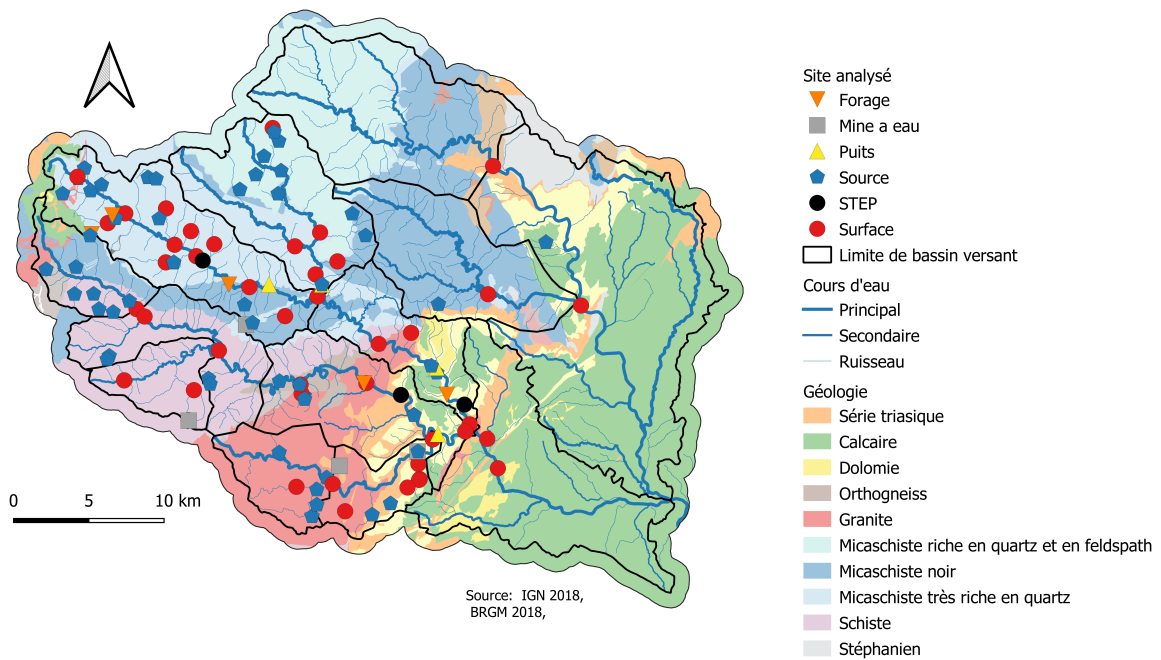 Site analysé
Forage
Mine a eau
Puits
Source
STEP
Surface
Limite de bassin versant
Cours d'eau
Principal
Secondaire
Ruisseau
Géologie
Série triasique
Calcaire
Dolomie
Orthogneiss
Granite
Micaschiste riche en quartz et en feldspath
Micaschiste noir
Micaschiste très riche en quartz
Schiste
Stéphanien
0 5 10 km
Source: IGN 2018,
BRGM 2018,